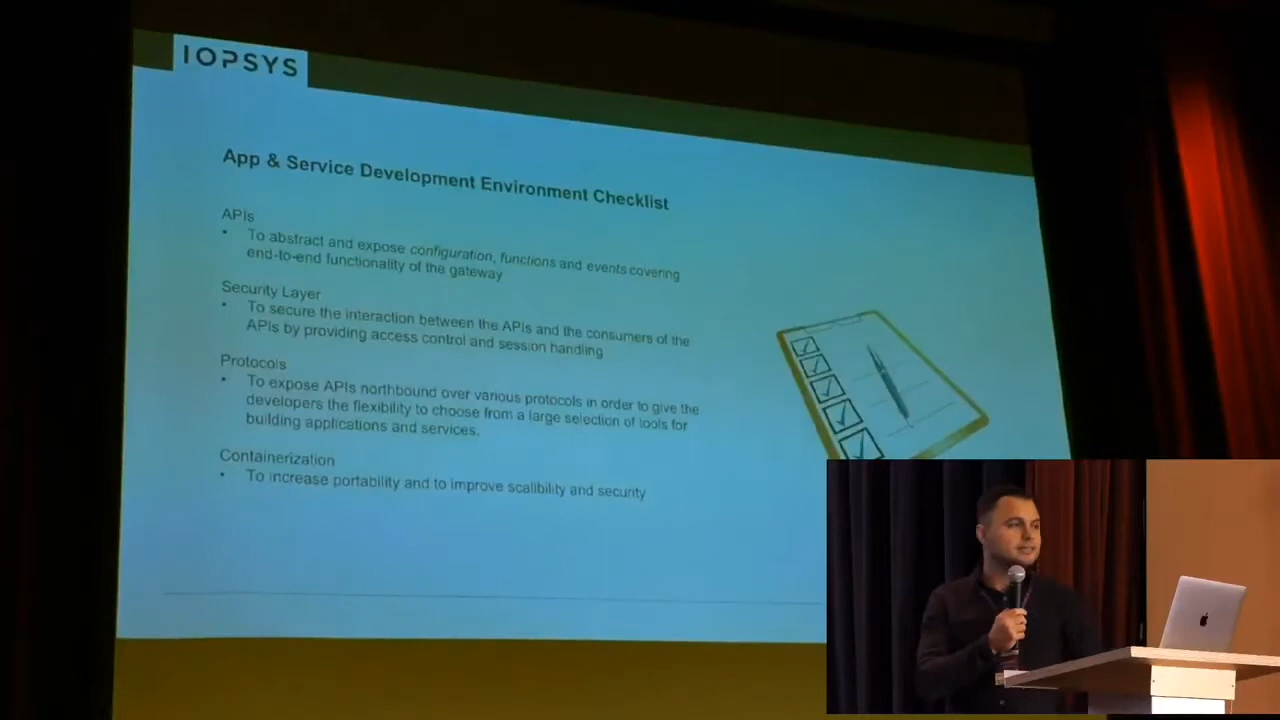 IOPSYS
App & Service Development Environment Checklist
APIs
• To abstract and expose configuration, functions and events covering
end-to-end functionality of the gateway
Security Layer
• To secure the interaction between the APIs and the consumers of the
APIs by providing access control and session handling
Protocols
• To expose APIs northbound over various protocols in order to give the
developers the flexibility to choose from a large selection of tools for
building applications and services.
Containerization
• To increase portability and to improve scalibility and security